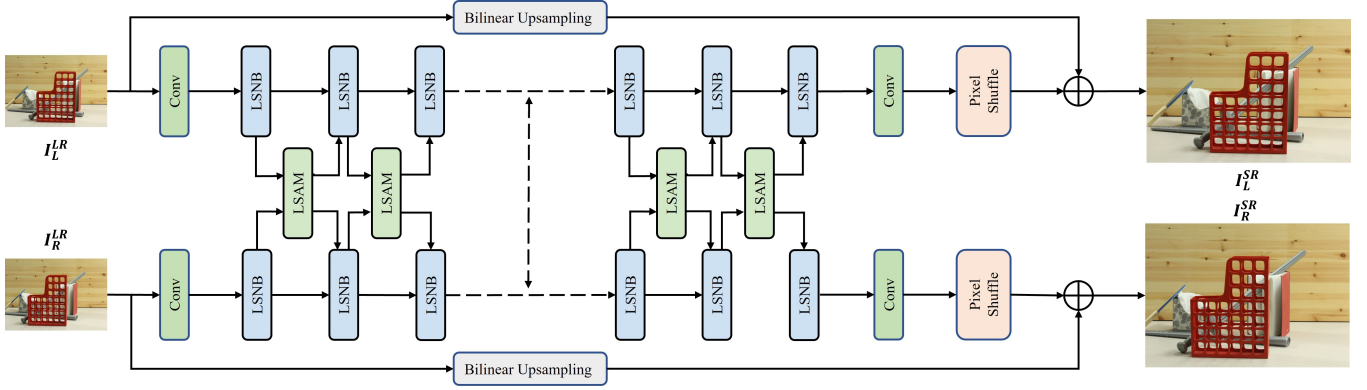 Bilinear Upsampling
Conv
LSNB
LSNB
LSNB
LSNB
LSNB
LSNB
Conv
Pixel
Shuffle
I_L^{LR}
I_L^{SR}
LSAM
LSAM
LSAM
LSAM
I_R^{LR}
I_R^{SR}
Conv
LSNB
LSNB
LSNB
LSNB
LSNB
LSNB
Conv
Pixel
Shuffle
Bilinear Upsampling